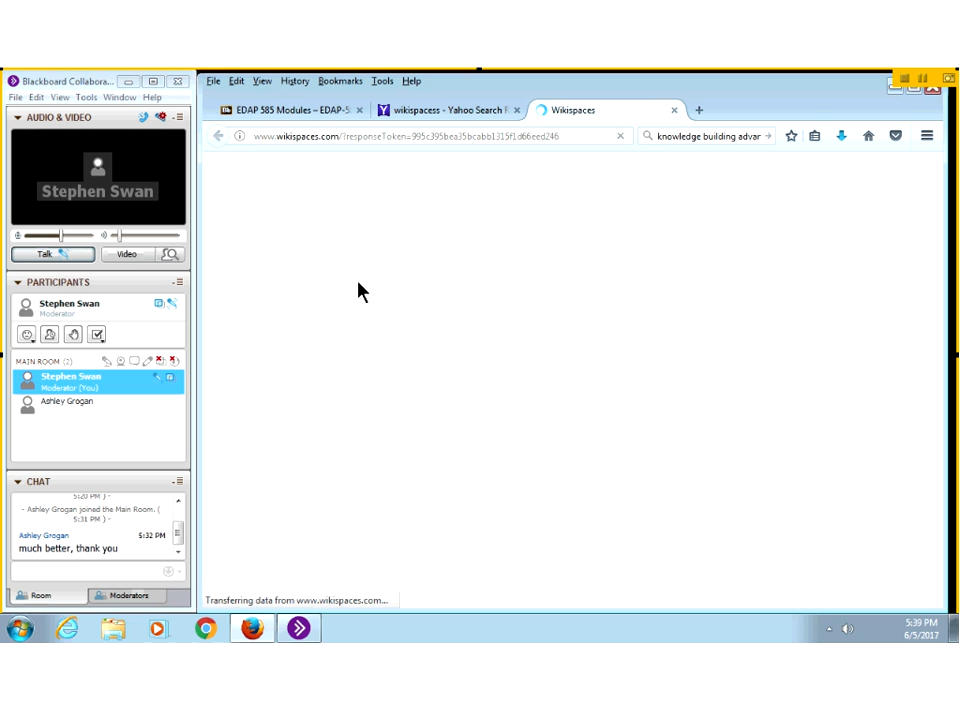 Blackboard Collabora...
File Edit View Tools Window Help
AUDIO & VIDEO
Stephen Swan
Talk
Video
PARTICIPANTS
Stephen Swan
Moderator
MAIN ROOM (2)
Stephen Swan
Moderator (You)
Ashley Grogan
CHAT
5:20 PM ) -
- Ashley Grogan joined the Main Room. (
5:31 PM ) -
Ashley Grogan 5:32 PM
much better, thank you
Room
Moderators
File Edit View History Bookmarks Tools Help
EDAP 585 Modules – EDAP-5
wikispacess - Yahoo Search R
Wikispaces
www.wikispaces.com/?responseToken=995c395bea35bcabb1315f1d66eed246
knowledge building advar
Transferring data from www.wikispaces.com...
5:39 PM
6/5/2017